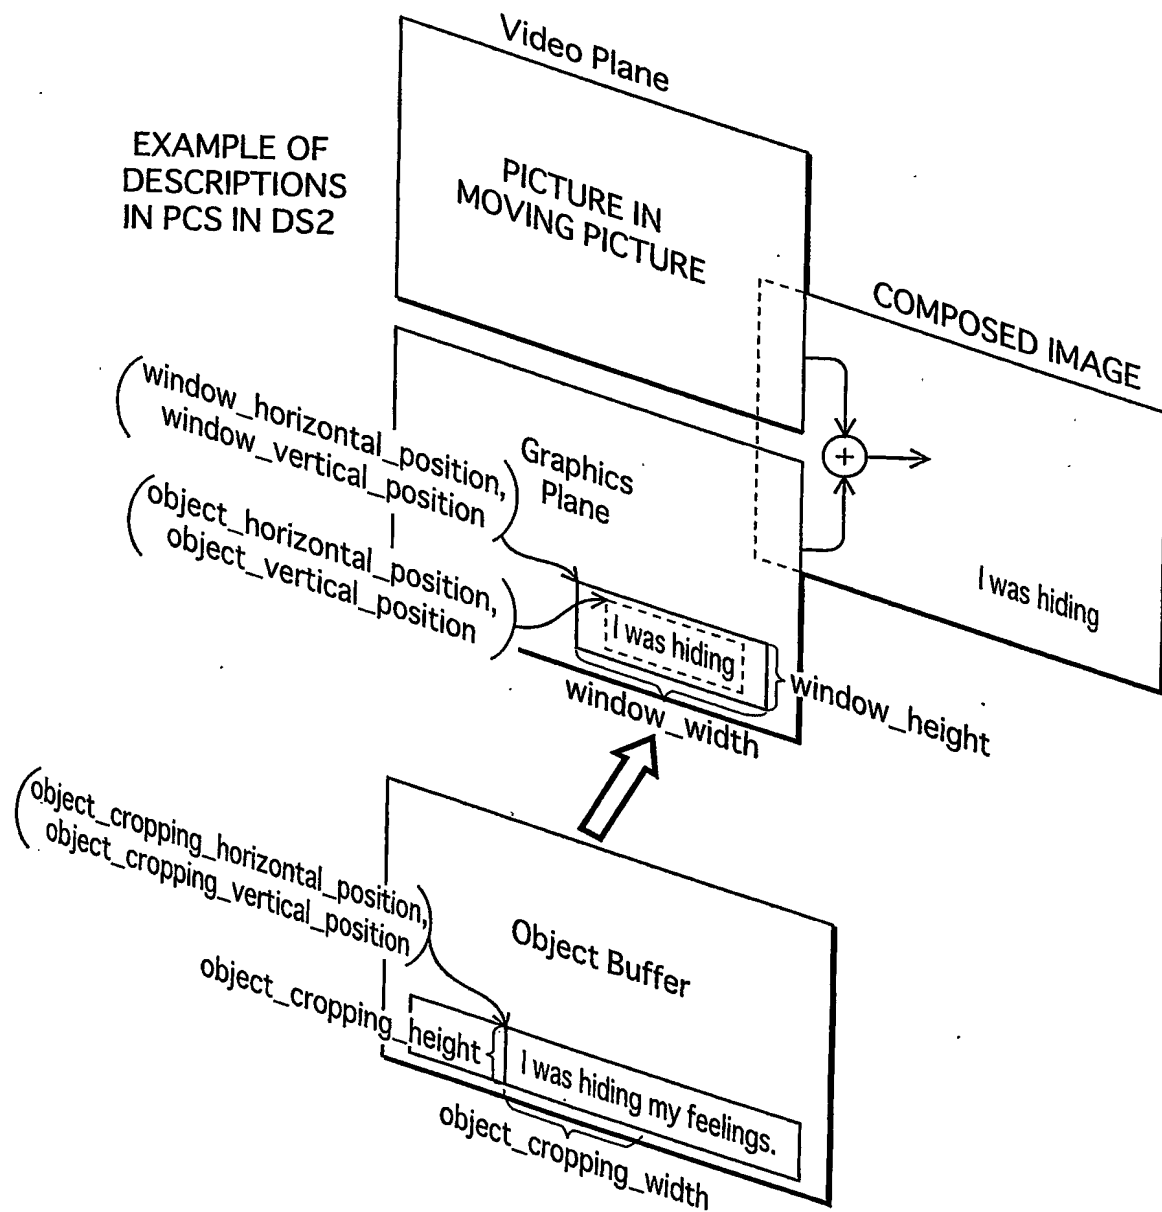 Video Plane
EXAMPLE OF
DESCRIPTIONS
IN PCS IN DS2
PICTURE IN
MOVING PICTURE
COMPOSED IMAGE
(window_horizontal_position,
window_vertical_position)
Graphics
Plane
(object_horizontal_position,
object_vertical_position)
+
I was hiding
I was hiding
window_height
window_width
(object_cropping_horizontal_position,
object_cropping_vertical_position)
Object Buffer
object_cropping_height
I was hiding my feelings.
object_cropping_width